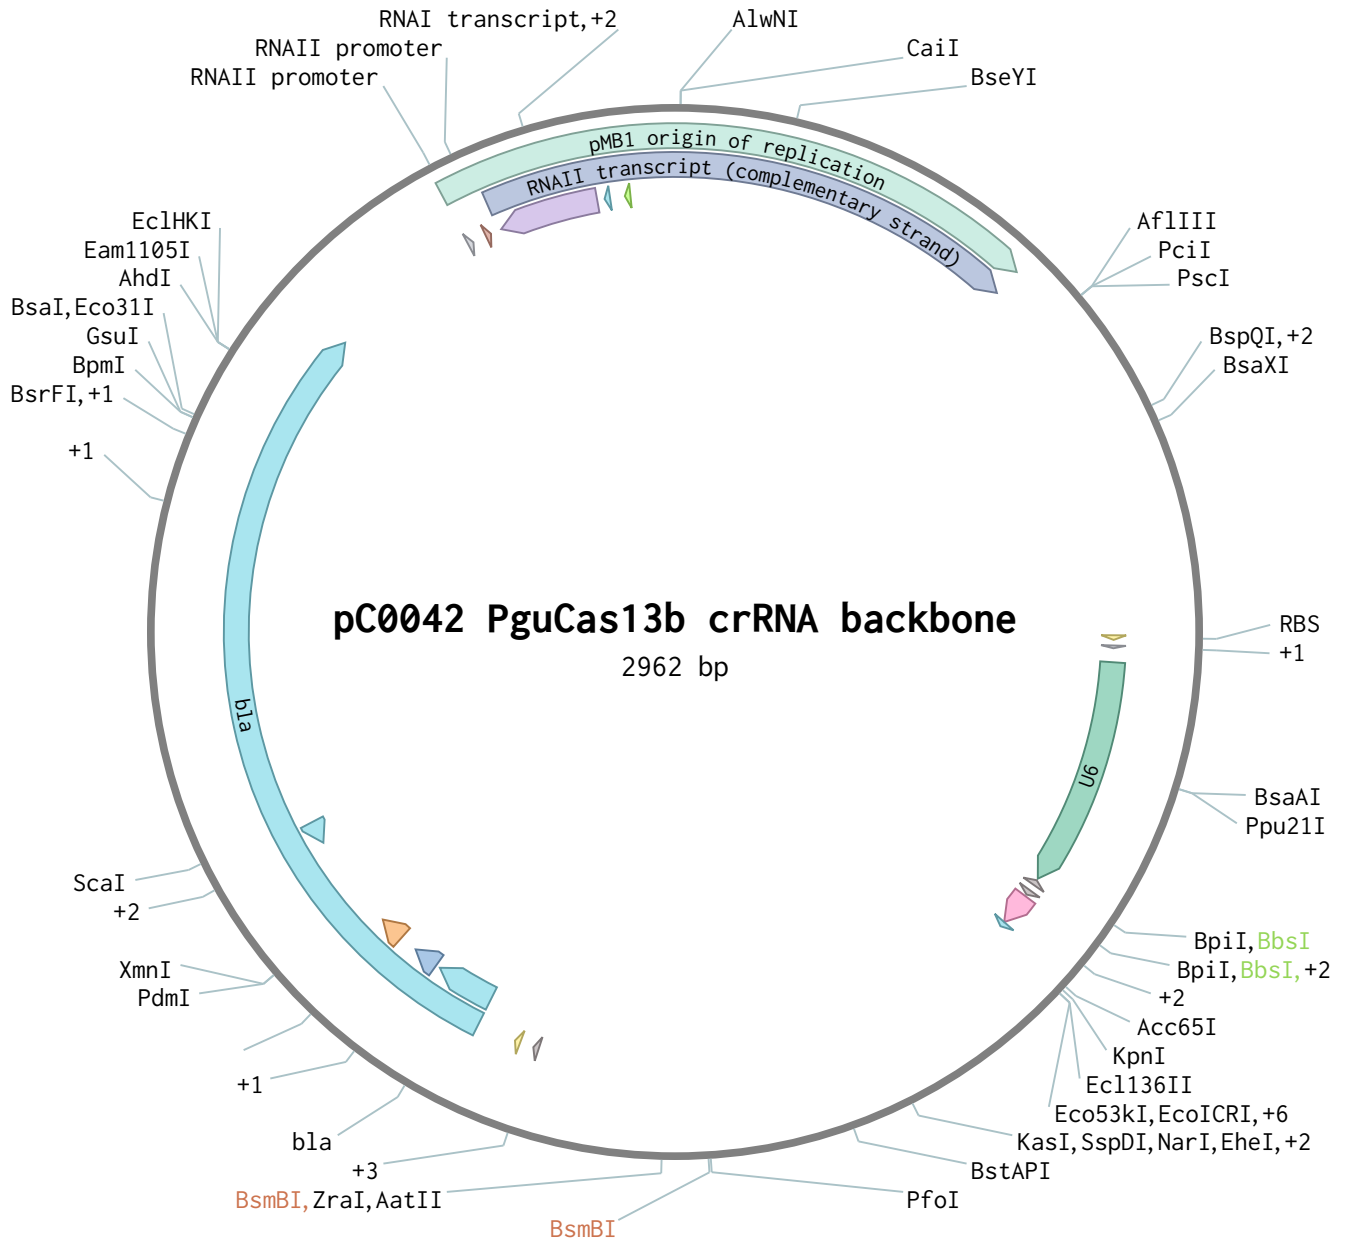 RNAI transcript,+2
AlwNI
RNAII promoter
CaiI
RNAII promoter
BseYI
pMB1 origin of replication
RNAII transcript (complementary strand)
EclHKI
AflIII
Eam1105I
PciI
AhdI
PscI
BsaI,Eco31I
GsuI
BspQI,+2
BpmI
BsaXI
BsrFI,+1
+1
pC0042 PguCas13b crRNA backbone
2962 bp
RBS
+1
bla
U6
BsaAI
Ppu21I
ScaI
+2
BpiI,BbsI
XmnI
BpiI,BbsI,+2
PdmI
+2
Acc65I
KpnI
+1
Ecl136II
Eco53kI,EcoICRI,+6
bla
KasI,SspDI,NarI,EheI,+2
+3
BstAPI
BsmBI,ZraI,AatII
PfoI
BsmBI